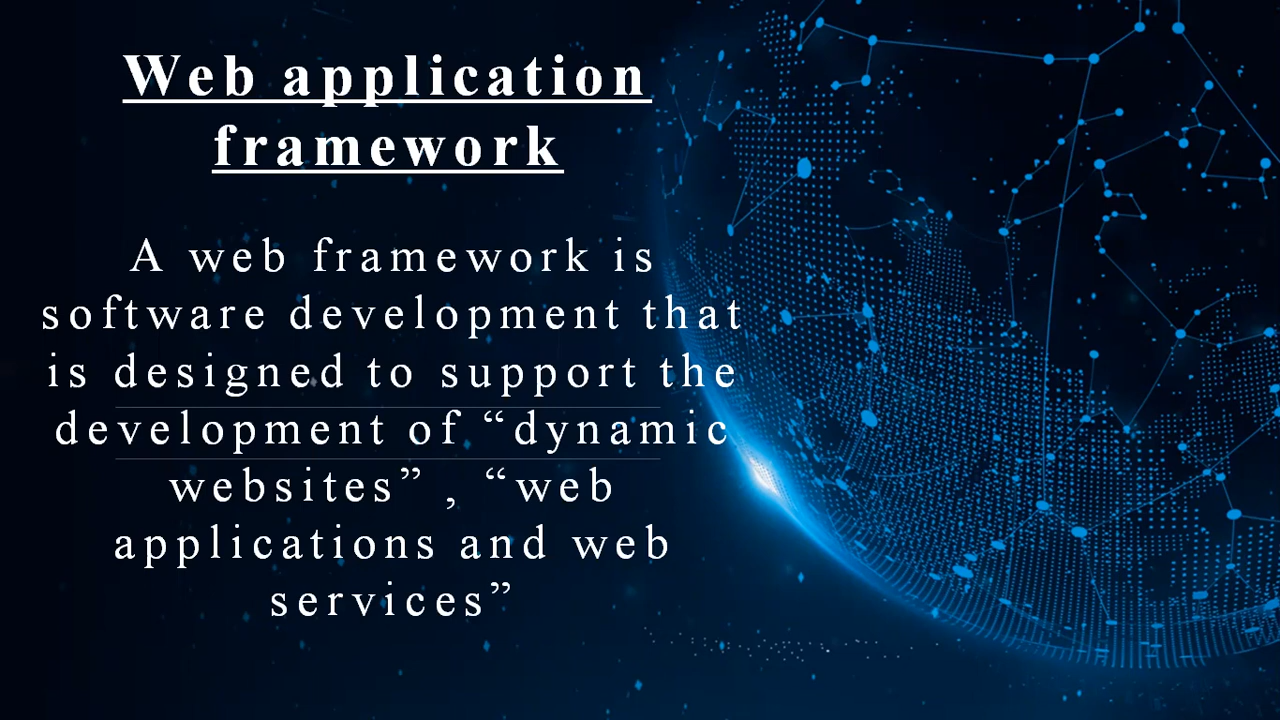 Web application
framework
A web framework is
software development that
is designed to support the
development of “dynamic
websites” , “web
applications and web
services”